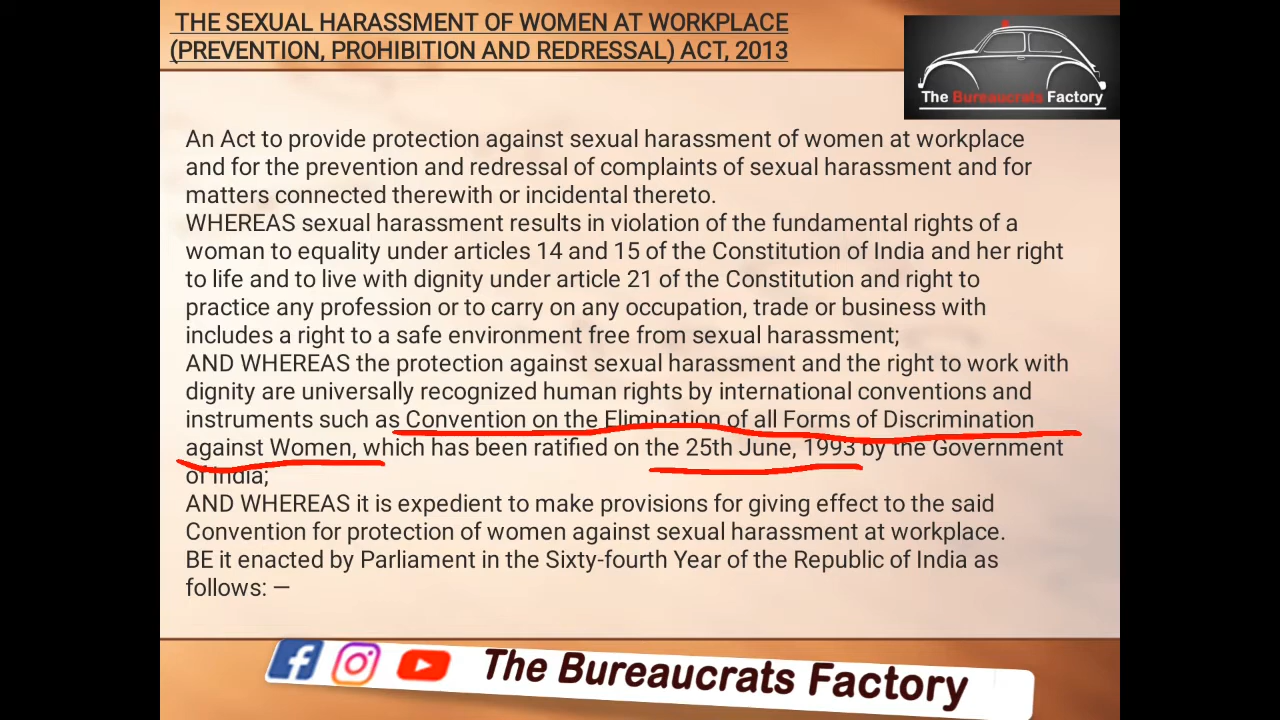 THE SEXUAL HARASSMENT OF WOMEN AT WORKPLACE
(PREVENTION, PROHIBITION AND REDRESSAL) ACT, 2013
The Bureaucrats Factory
An Act to provide protection against sexual harassment of women at workplace
and for the prevention and redressal of complaints of sexual harassment and for
matters connected therewith or incidental thereto.
WHEREAS sexual harassment results in violation of the fundamental rights of a
woman to equality under articles 14 and 15 of the Constitution of India and her right
to life and to live with dignity under article 21 of the Constitution and right to
practice any profession or to carry on any occupation, trade or business with
includes a right to a safe environment free from sexual harassment;
AND WHEREAS the protection against sexual harassment and the right to work with
dignity are universally recognized human rights by international conventions and
instruments such as Convention on the Elimination of all Forms of Discrimination
against Women, which has been ratified on the 25th June, 1993 by the Government
of India;
AND WHEREAS it is expedient to make provisions for giving effect to the said
Convention for protection of women against sexual harassment at workplace.
BE it enacted by Parliament in the Sixty-fourth Year of the Republic of India as
follows: —
The Bureaucrats Factory